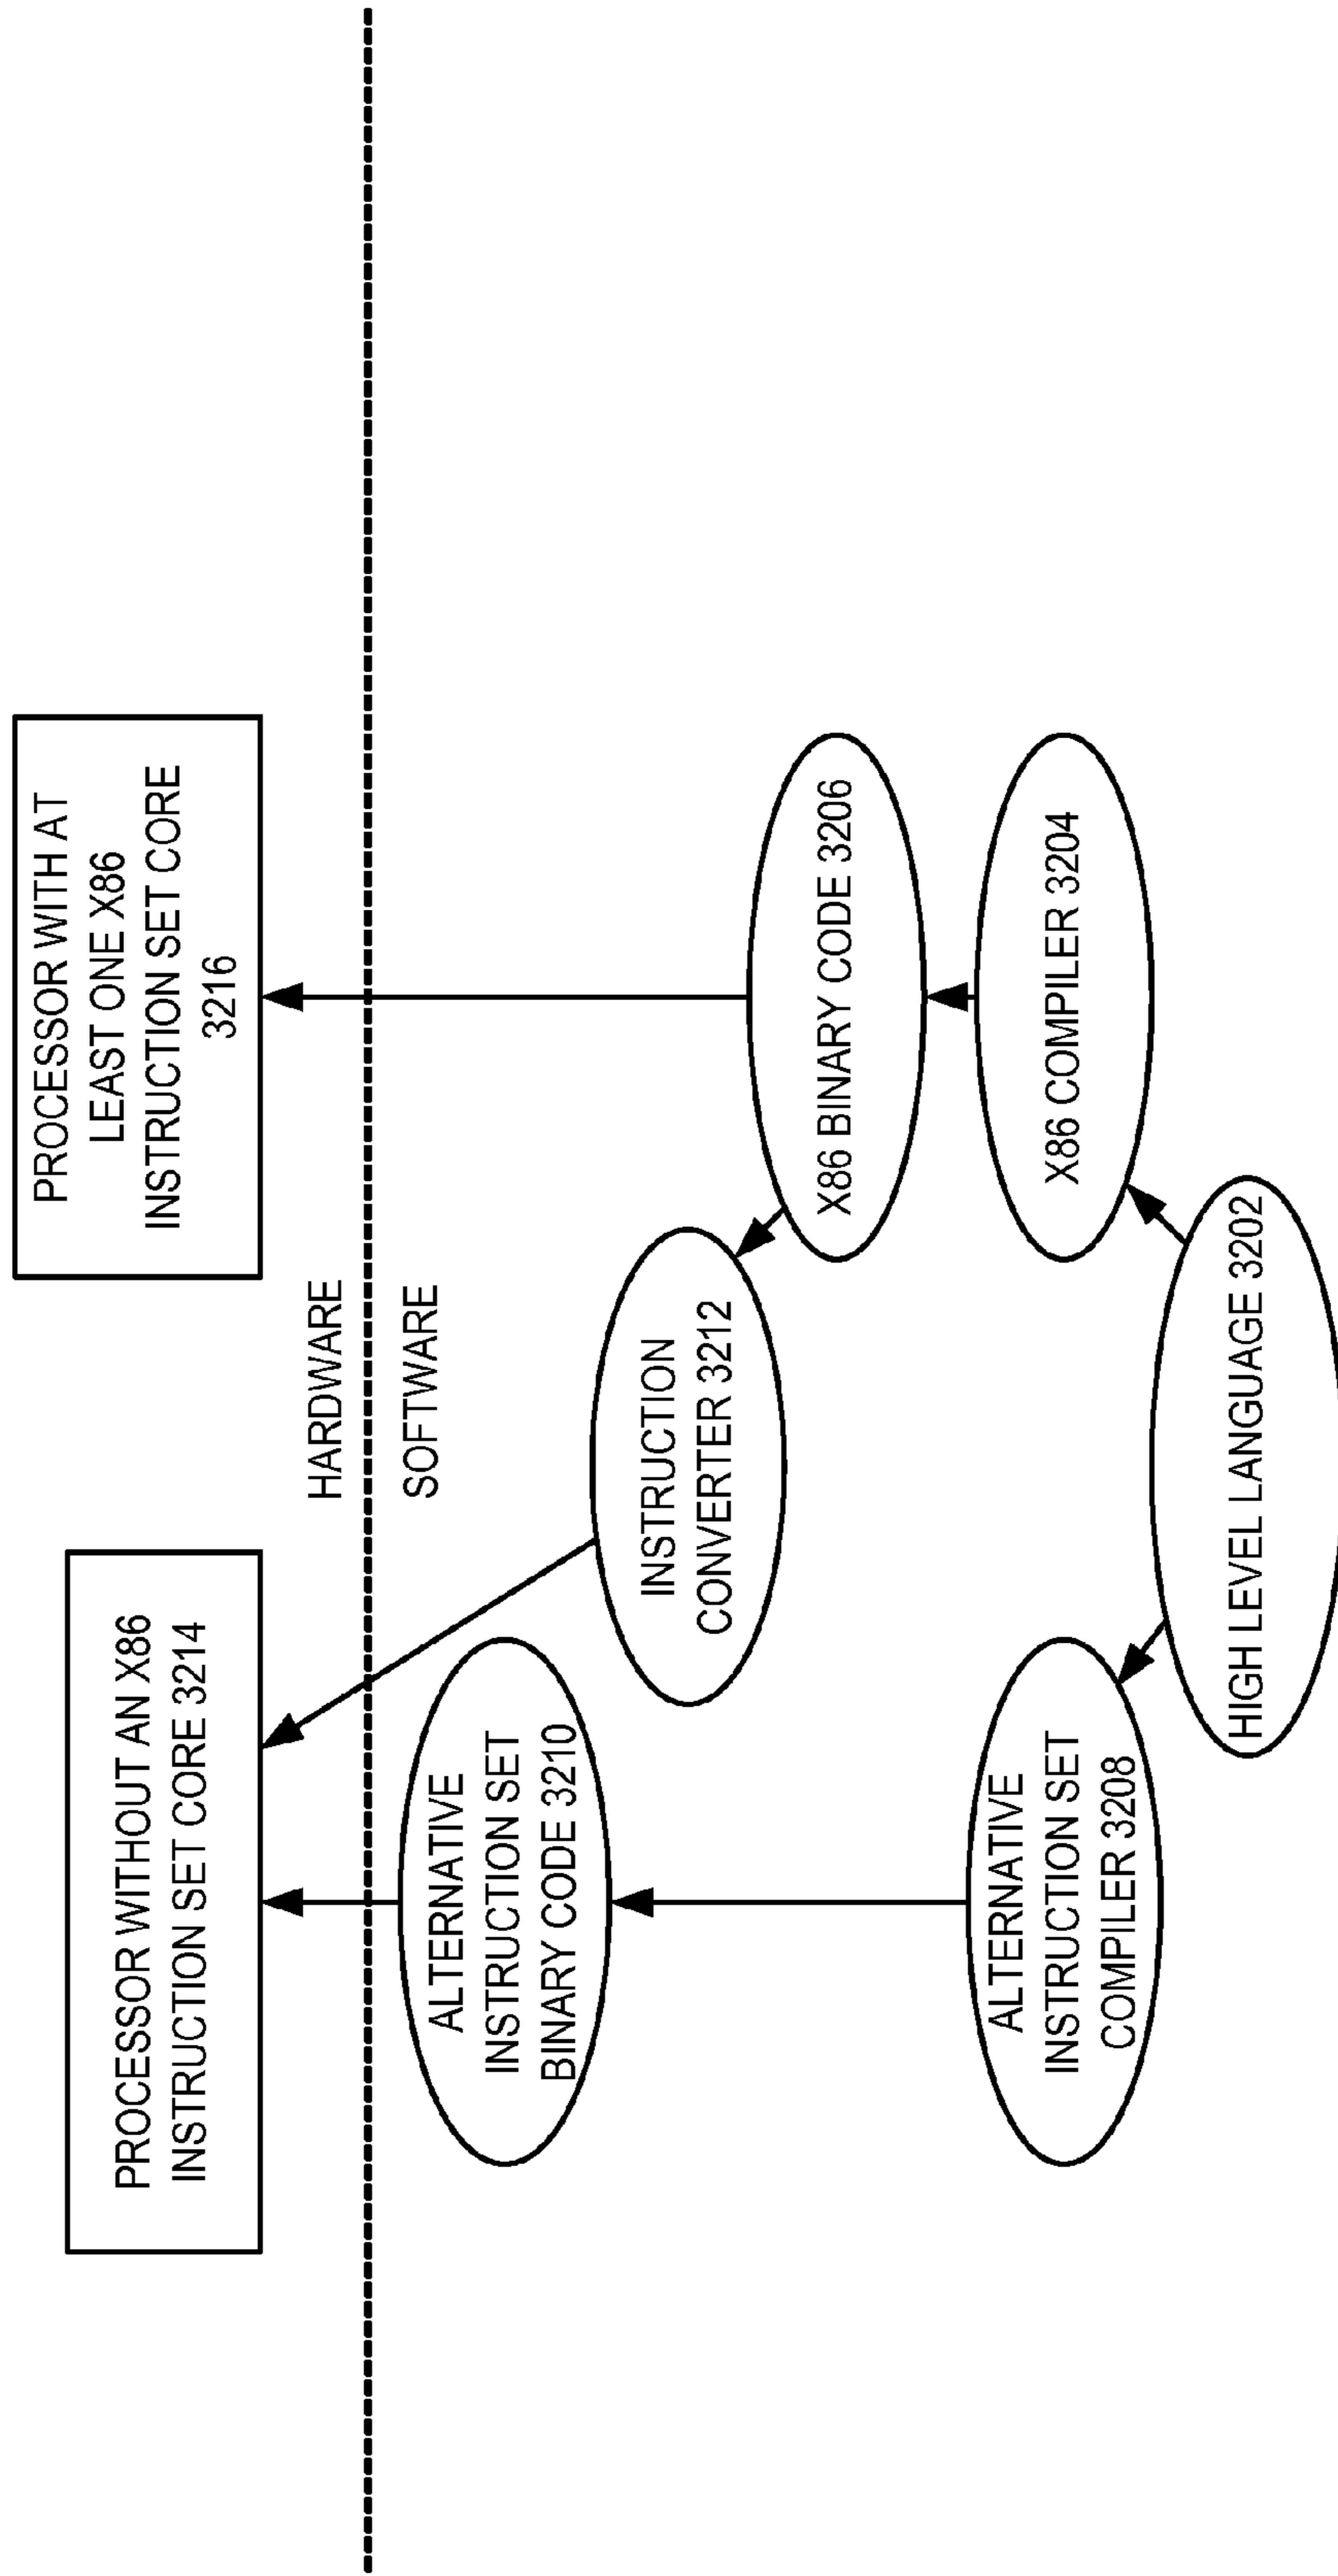 PROCESSOR WITHOUT AN X86
INSTRUCTION SET CORE 3214
PROCESSOR WITH AT
LEAST ONE X86
INSTRUCTION SET CORE
3216
HARDWARE
SOFTWARE
ALTERNATIVE
INSTRUCTION SET
BINARY CODE 3210
INSTRUCTION
CONVERTER 3212
X86 BINARY CODE 3206
ALTERNATIVE
INSTRUCTION SET
COMPILER 3208
X86 COMPILER 3204
HIGH LEVEL LANGUAGE 3202